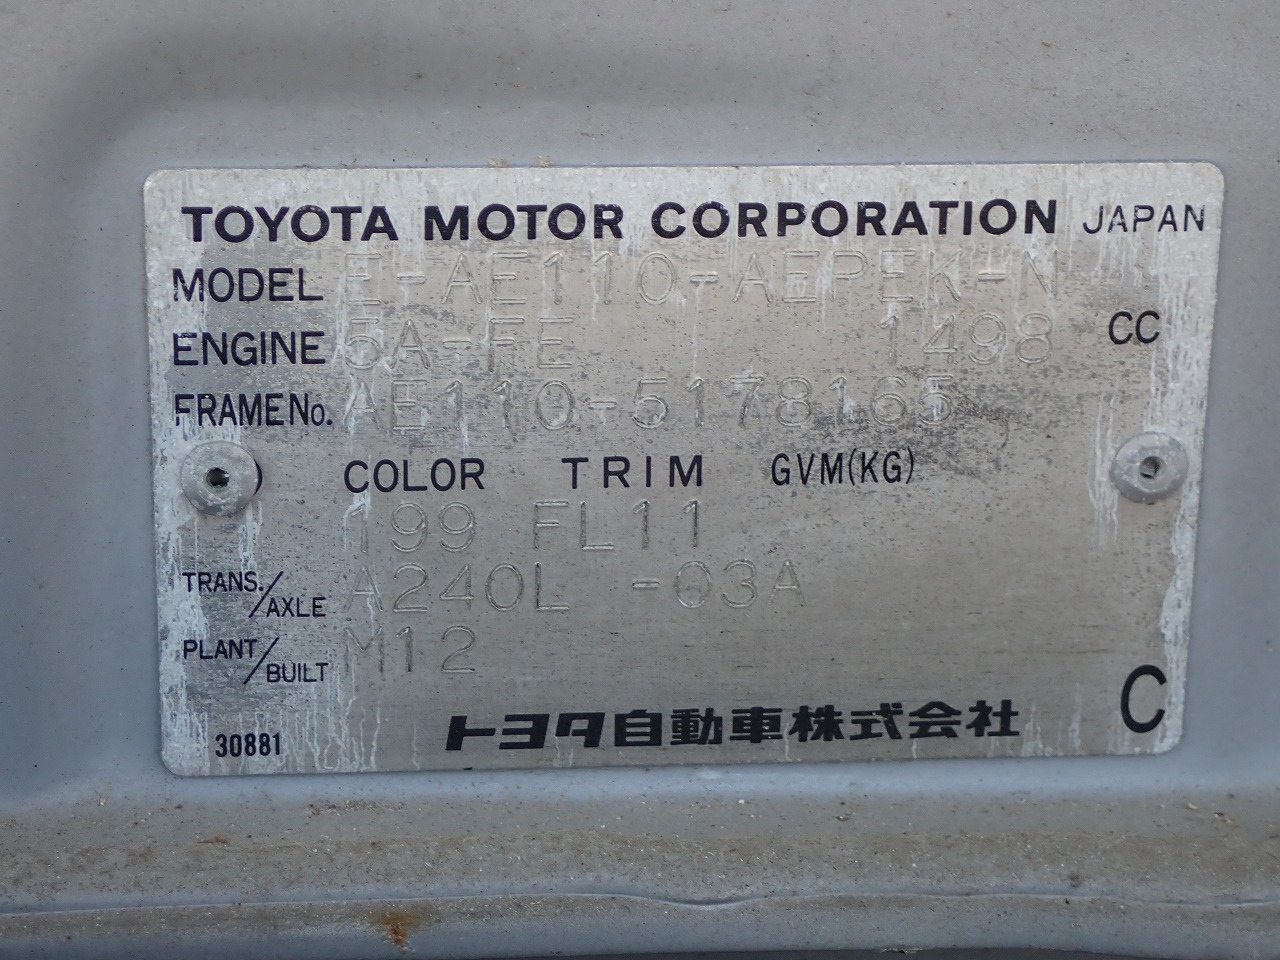 TOYOTA MOTOR CORPORATION JAPAN
MODEL E-AE110-AEPEK-N
ENGINE 5A-FE 1498 CC
FRAME No. AE110-5178165
COLOR TRIM GVM(KG)
199 FL11
TRANS./AXLE A240L -03A
PLANT/BUILT M12
C
30881 トヨタ自動車株式会社